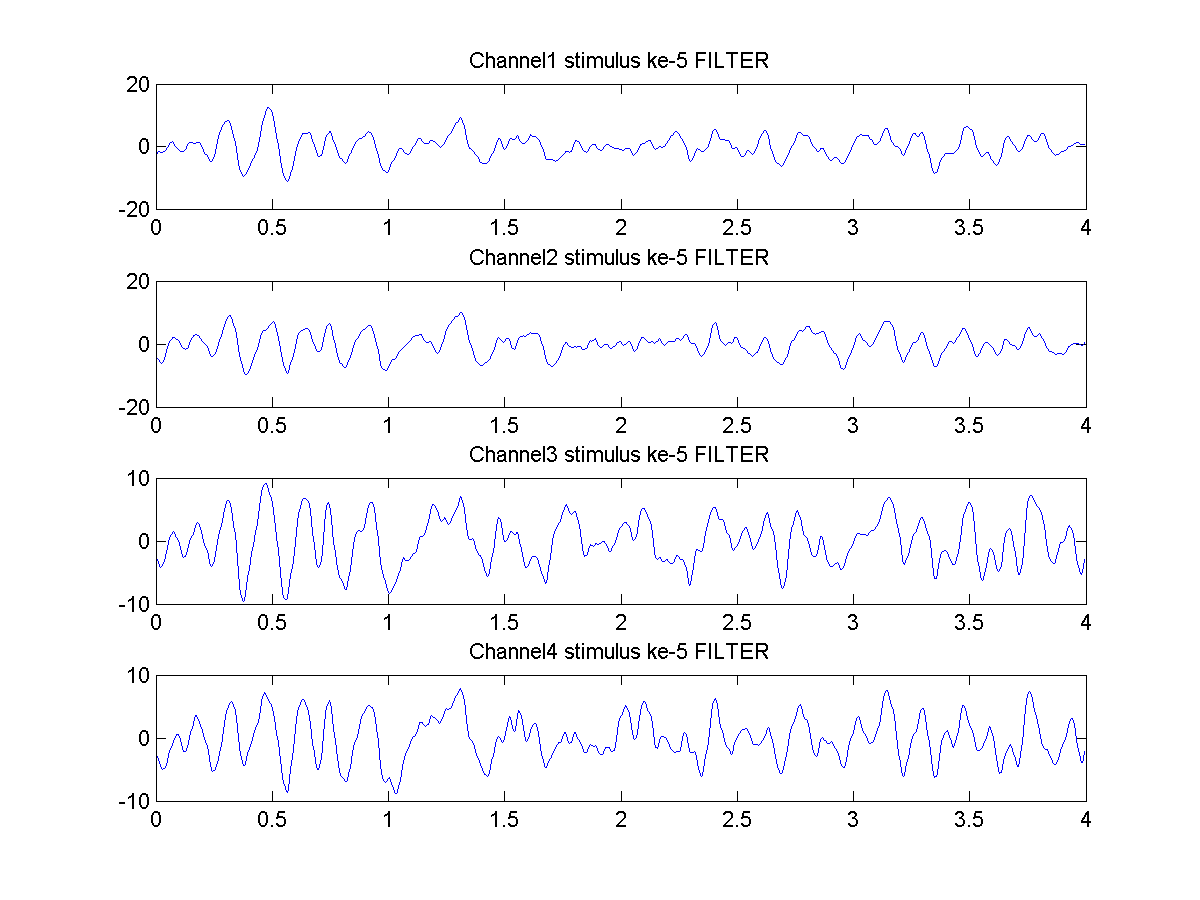 Channel1 stimulus ke-5 FILTER
20
0
-20
0 0.5 1 1.5 2 2.5 3 3.5 4
Channel2 stimulus ke-5 FILTER
20
0
-20
0 0.5 1 1.5 2 2.5 3 3.5 4
Channel3 stimulus ke-5 FILTER
10
0
-10
0 0.5 1 1.5 2 2.5 3 3.5 4
Channel4 stimulus ke-5 FILTER
10
0
-10
0 0.5 1 1.5 2 2.5 3 3.5 4